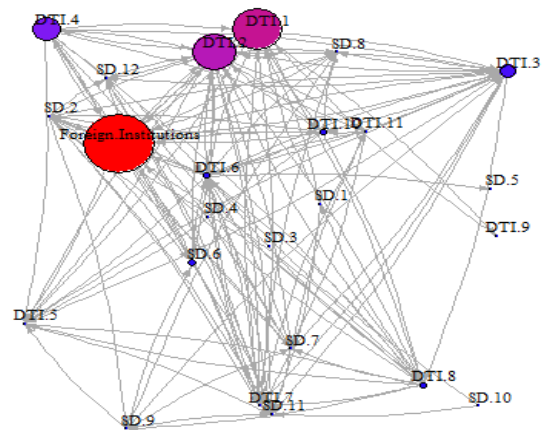 DTI.4
DTI.1
DTI.2
SD.8
DTI.3
SD.12
SD.2
Foreign.Institutions
DTI.10
DTI.11
DTI.6
SD.5
SD.1
SD.4
DTI.9
SD.3
SD.6
DTI.5
SD.7
DTI.8
DTI.7
SD.10
SD.11
SD.9